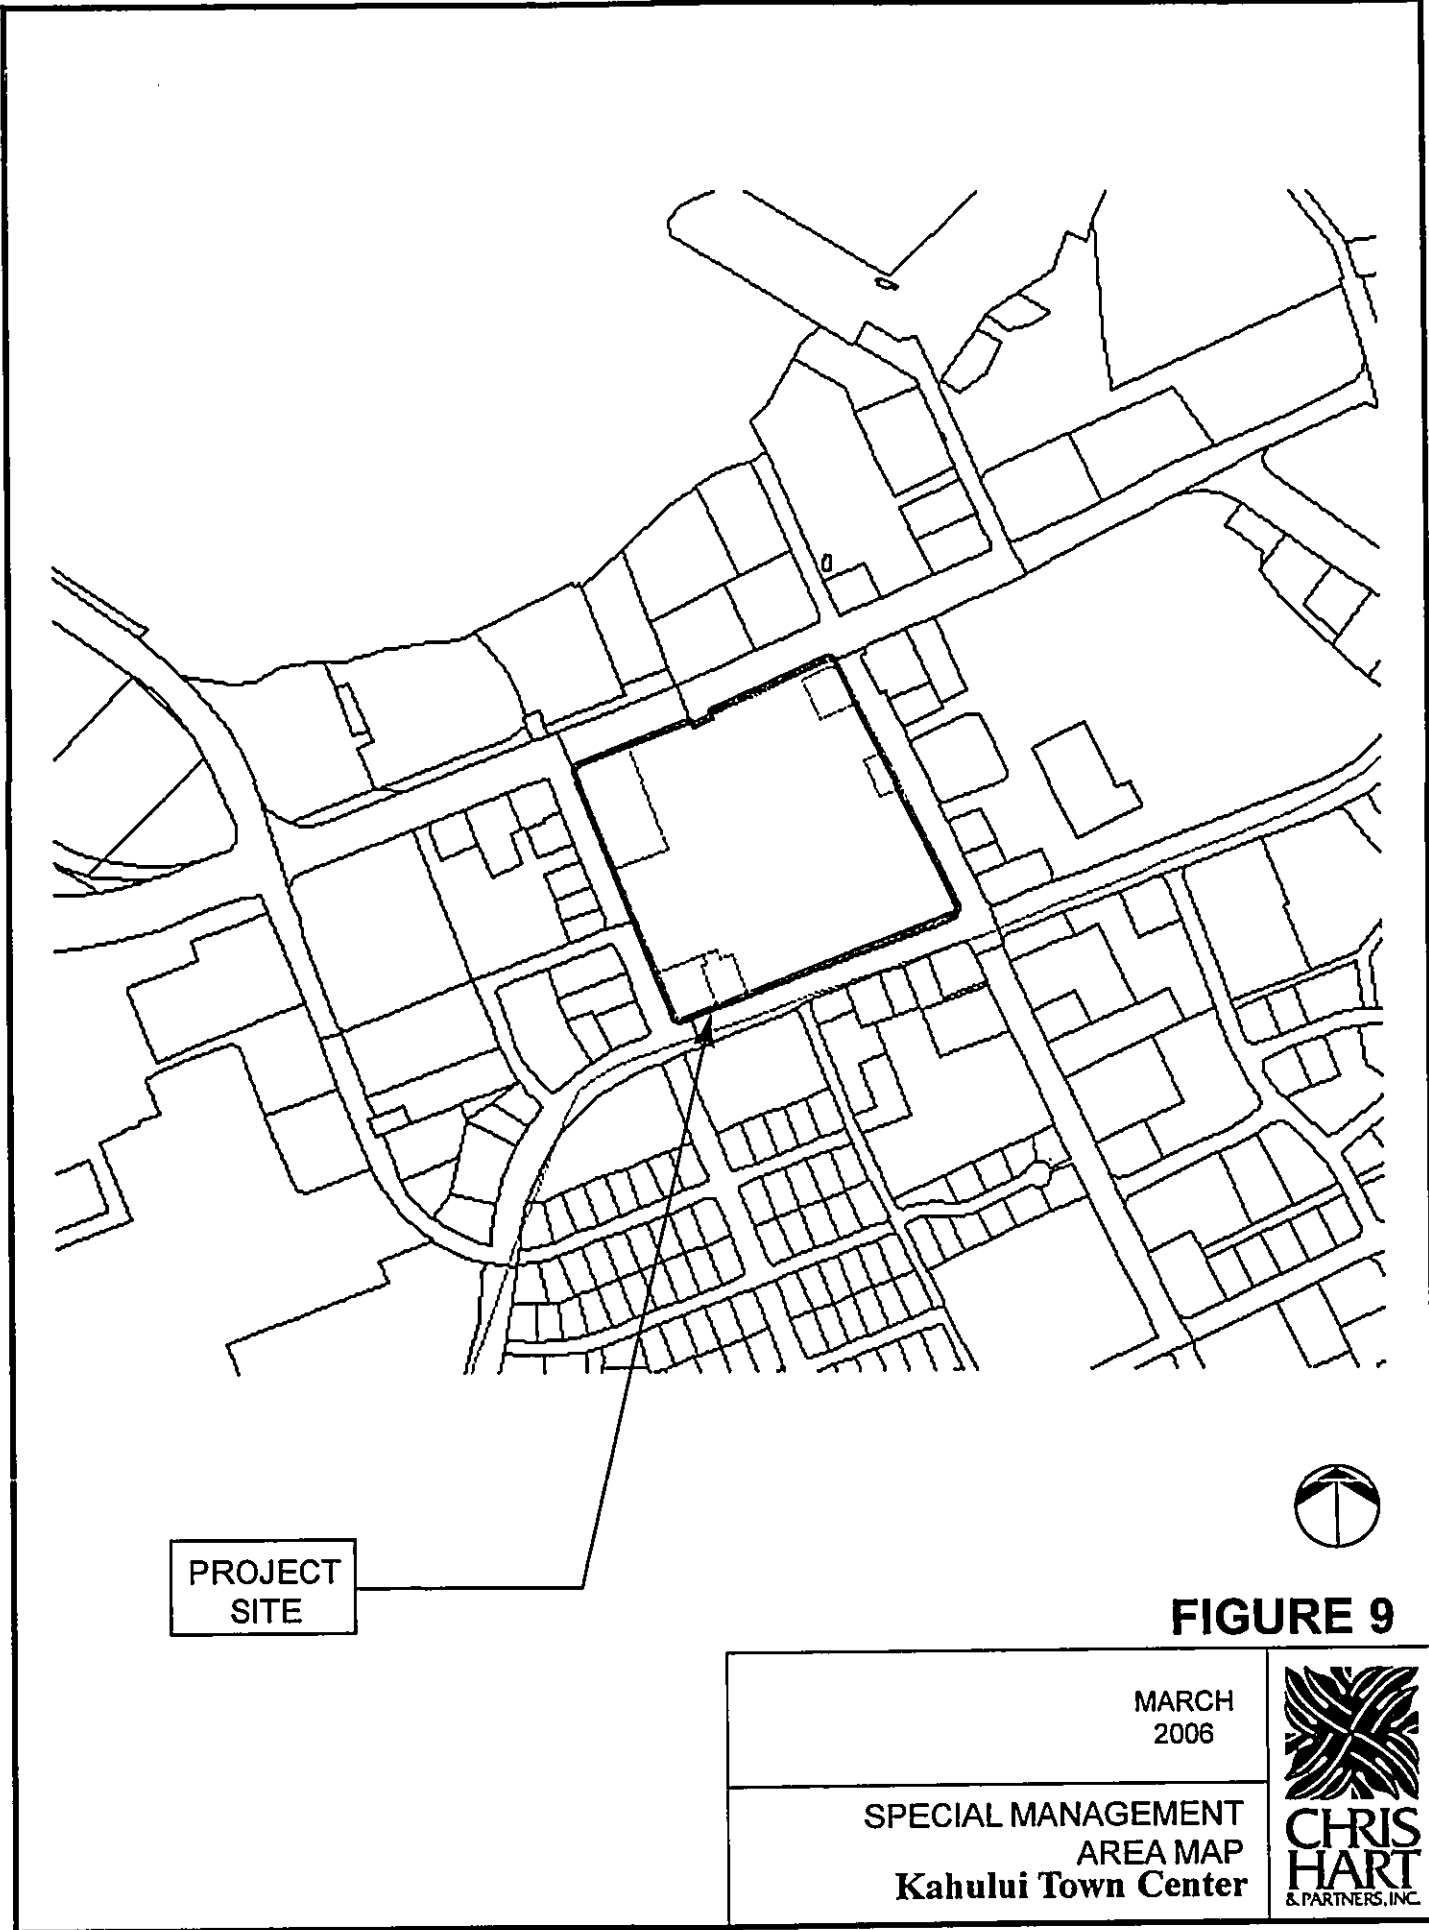 PROJECT
SITE
FIGURE 9
MARCH
2006
SPECIAL MANAGEMENT
AREA MAP
Kahului Town Center
CHRIS
HART
& PARTNERS, INC.